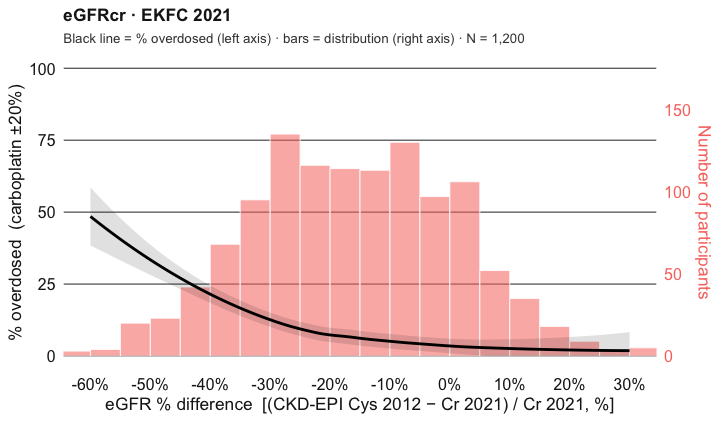 eGFRcr · EKFC 2021
Black line = % overdosed (left axis) · bars = distribution (right axis) · N = 1,200
% overdosed (carboplatin ±20%)
100
75
50
25
0
Number of participants
150
100
50
0
-60% -50% -40% -30% -20% -10% 0% 10% 20% 30%
eGFR % difference [(CKD-EPI Cys 2012 − Cr 2021) / Cr 2021, %]